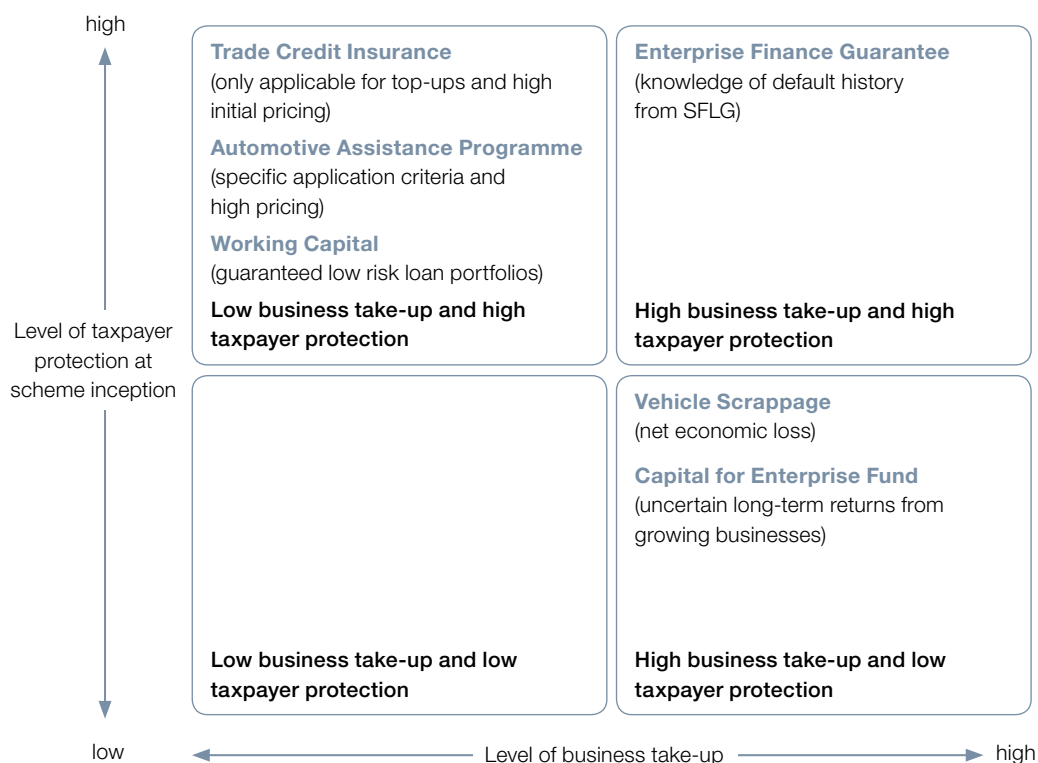 high
Trade Credit Insurance
(only applicable for top-ups and high
initial pricing)
Automotive Assistance Programme
(specific application criteria and
high pricing)
Working Capital
(guaranteed low risk loan portfolios)
Low business take-up and high
taxpayer protection
Enterprise Finance Guarantee
(knowledge of default history
from SFLG)
High business take-up and high
taxpayer protection
Level of taxpayer
protection at
scheme inception
Low business take-up and low
taxpayer protection
Vehicle Scrappage
(net economic loss)
Capital for Enterprise Fund
(uncertain long-term returns from
growing businesses)
High business take-up and low
taxpayer protection
low
Level of business take-up
high